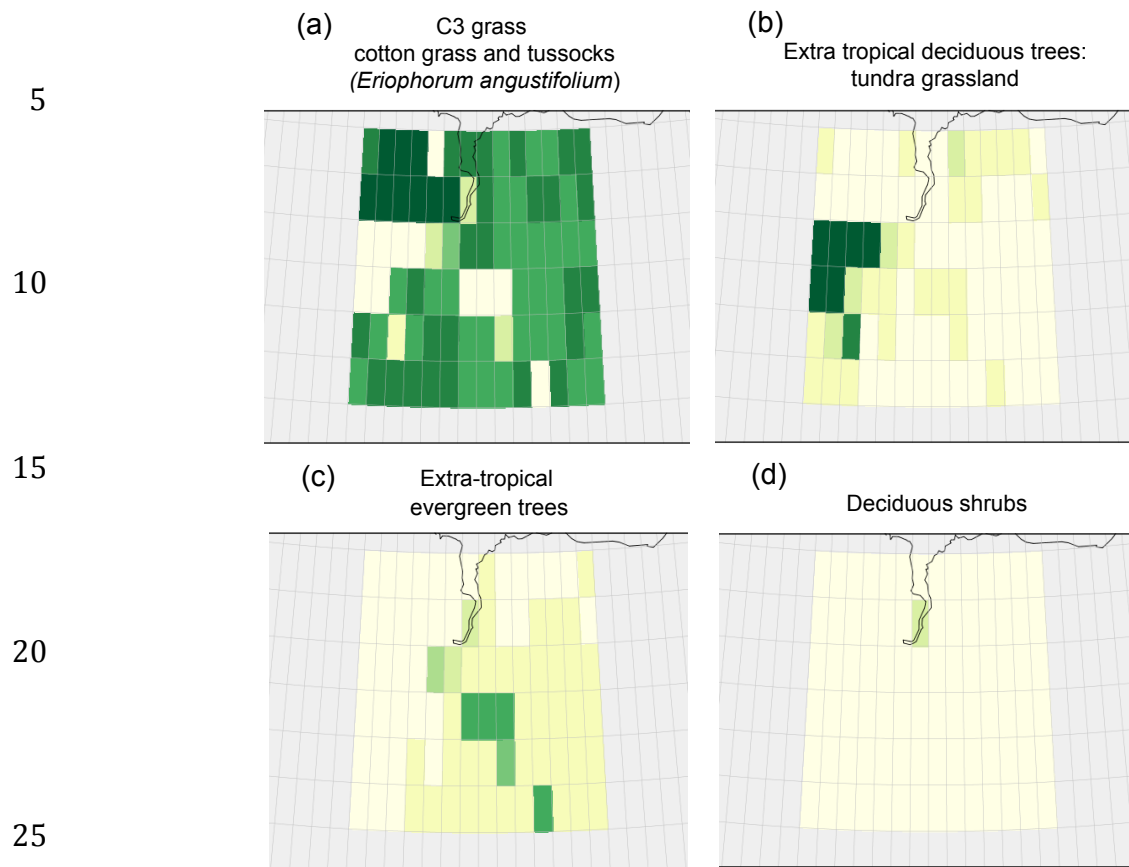 (a)
C3 grass
cotton grass and tussocks
(Eriophorum angustifolium)
(b)
Extra tropical deciduous trees:
tundra grassland
5
10
15
(c)
Extra-tropical
evergreen trees
(d)
Deciduous shrubs
20
25